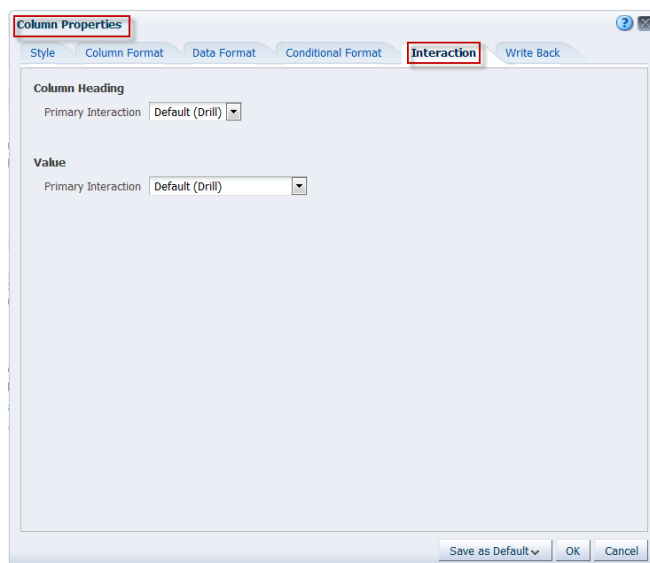 Column Properties
Style Column Format Data Format Conditional Format Interaction Write Back
Column Heading
Primary Interaction Default (Drill)
Value
Primary Interaction Default (Drill)
Save as Default OK Cancel